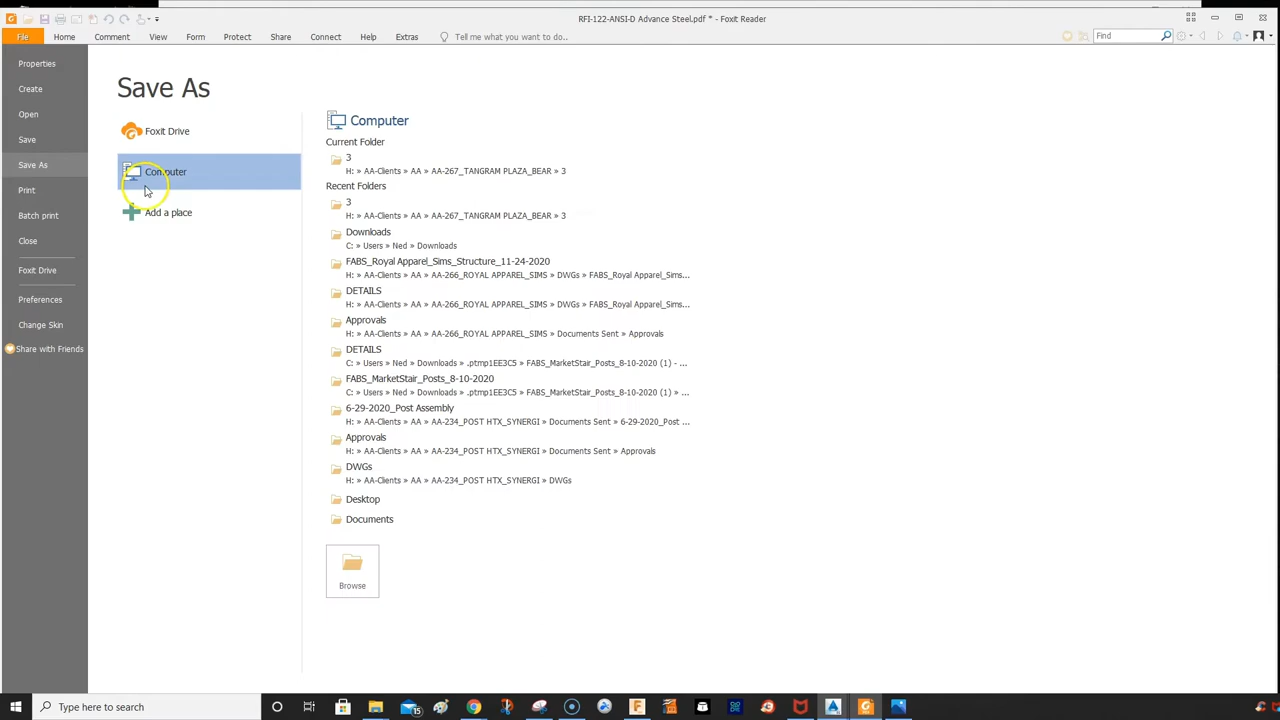 RFI-122-ANSI-D Advance Steel.pdf * - Foxit Reader
File Home Comment View Form Protect Share Connect Help Extras Tell me what you want to do.. Find
Properties
Create
Open
Save
Save As
Print
Batch print
Close
Foxit Drive
Preferences
Change Skin
Share with Friends
Save As
Foxit Drive
Computer
Add a place
Computer
Current Folder
3
H: » AA-Clients » AA » AA-267_TANGRAM PLAZA_BEAR » 3
Recent Folders
3
H: » AA-Clients » AA » AA-267_TANGRAM PLAZA_BEAR » 3
Downloads
C: » Users » Ned » Downloads
FABS_Royal Apparel_Sims_Structure_11-24-2020
H: » AA-Clients » AA » AA-266_ROYAL APPAREL_SIMS » DWGs » FABS_Royal Apparel_Sims...
DETAILS
H: » AA-Clients » AA » AA-266_ROYAL APPAREL_SIMS » DWGs » FABS_Royal Apparel_Sims...
Approvals
H: » AA-Clients » AA » AA-266_ROYAL APPAREL_SIMS » Documents Sent » Approvals
DETAILS
C: » Users » Ned » Downloads » .ptmp1EE3C5 » FABS_MarketStair_Posts_8-10-2020 (1) - ...
FABS_MarketStair_Posts_8-10-2020
C: » Users » Ned » Downloads » .ptmp1EE3C5 » FABS_MarketStair_Posts_8-10-2020 (1) » ...
6-29-2020_Post Assembly
H: » AA-Clients » AA » AA-234_POST HTX_SYNERGI » Documents Sent » 6-29-2020_Post ...
Approvals
H: » AA-Clients » AA » AA-234_POST HTX_SYNERGI » Documents Sent » Approvals
DWGs
H: » AA-Clients » AA » AA-234_POST HTX_SYNERGI » DWGs
Desktop
Documents
Browse
Type here to search
15